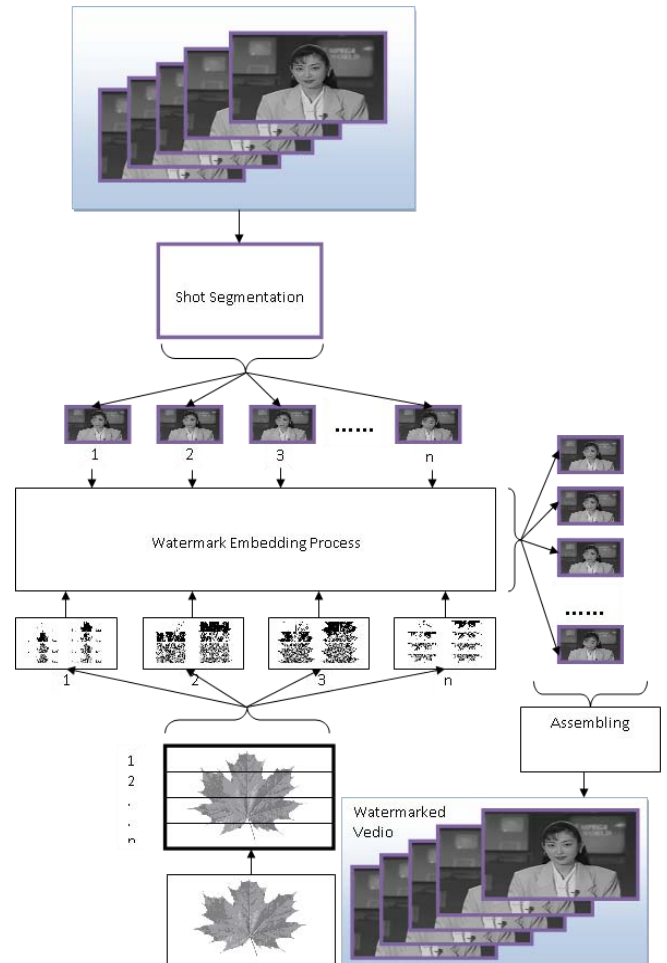 Shot Segmentation
1 2 3 ...... n
Watermark Embedding Process
......
1 2 3 n
Assembling
1
2
.
.
n
Watermarked
Vedio